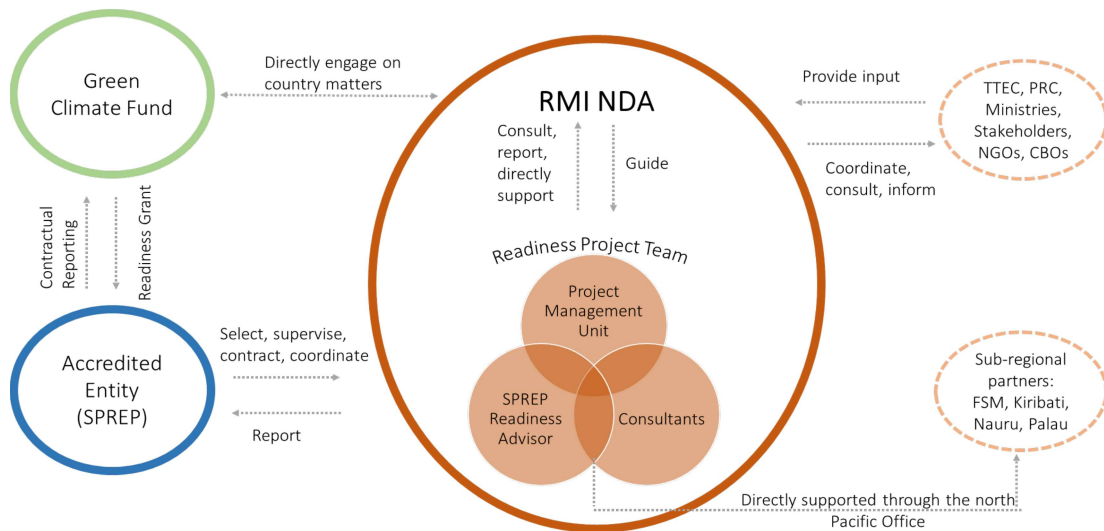 Green
Climate Fund
Directly engage on
country matters
RMI NDA
Consult,
report,
directly
support
Guide
Provide input
Coordinate,
consult, inform
TTEC, PRC,
Ministries,
Stakeholders,
NGOs, CBOs
Contractual
Reporting
Readiness Grant
Readiness Project Team
Project
Management
Unit
SPREP
Readiness
Advisor
Consultants
Accredited
Entity
(SPREP)
Select, supervise,
contract, coordinate
Report
Sub-regional
partners:
FSM, Kiribati,
Nauru, Palau
Directly supported through the north
Pacific Office